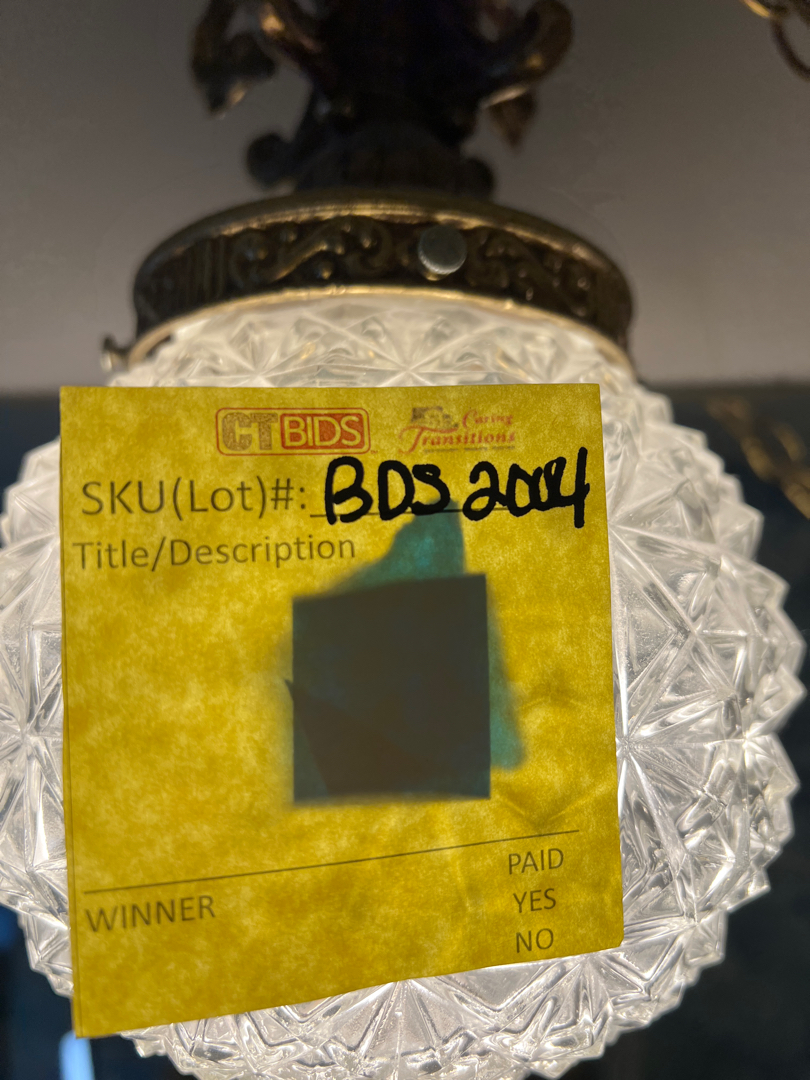 CTBIDS Caring Transitions
SKU(Lot)#: BDS2004
Title/Description
PAID
WINNER YES
NO